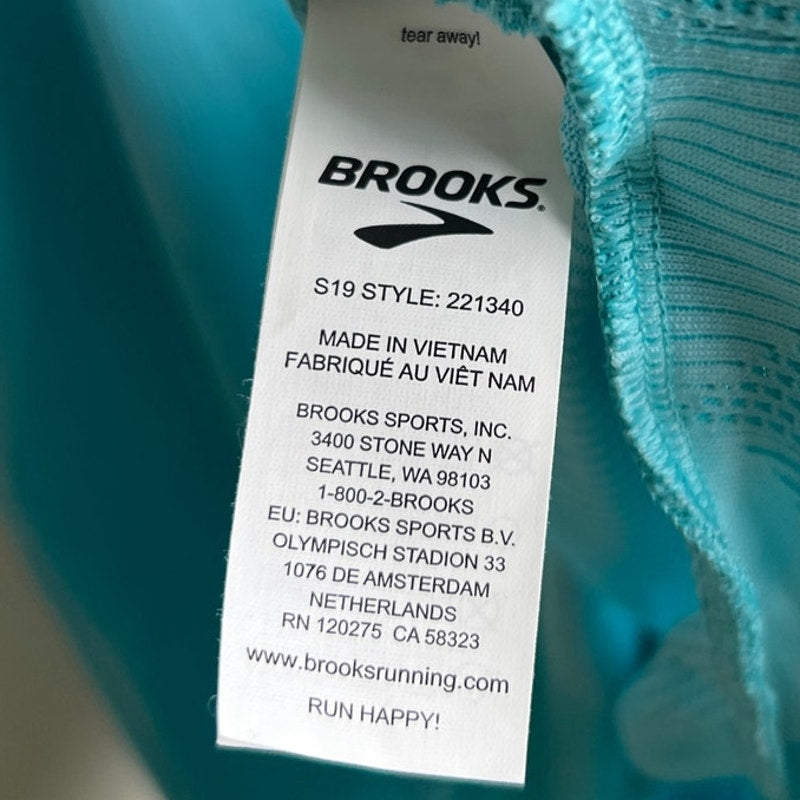 tear away!
BROOKS®
S19 STYLE: 221340
MADE IN VIETNAM
FABRIQUÉ AU VIÊT NAM
BROOKS SPORTS, INC.
3400 STONE WAY N
SEATTLE, WA 98103
1-800-2-BROOKS
EU: BROOKS SPORTS B.V.
OLYMPISCH STADION 33
1076 DE AMSTERDAM
NETHERLANDS
RN 120275 CA 58323
www.brooksrunning.com
RUN HAPPY!